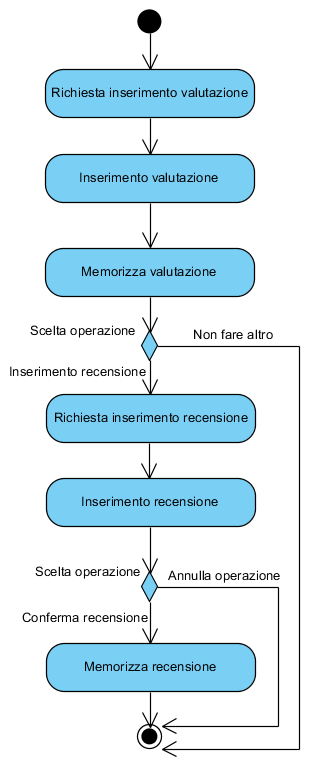 Richiesta inserimento valutazione
Inserimento valutazione
Memorizza valutazione
Scelta operazione
Non fare altro
Inserimento recensione
Richiesta inserimento recensione
Inserimento recensione
Scelta operazione
Annulla operazione
Conferma recensione
Memorizza recensione